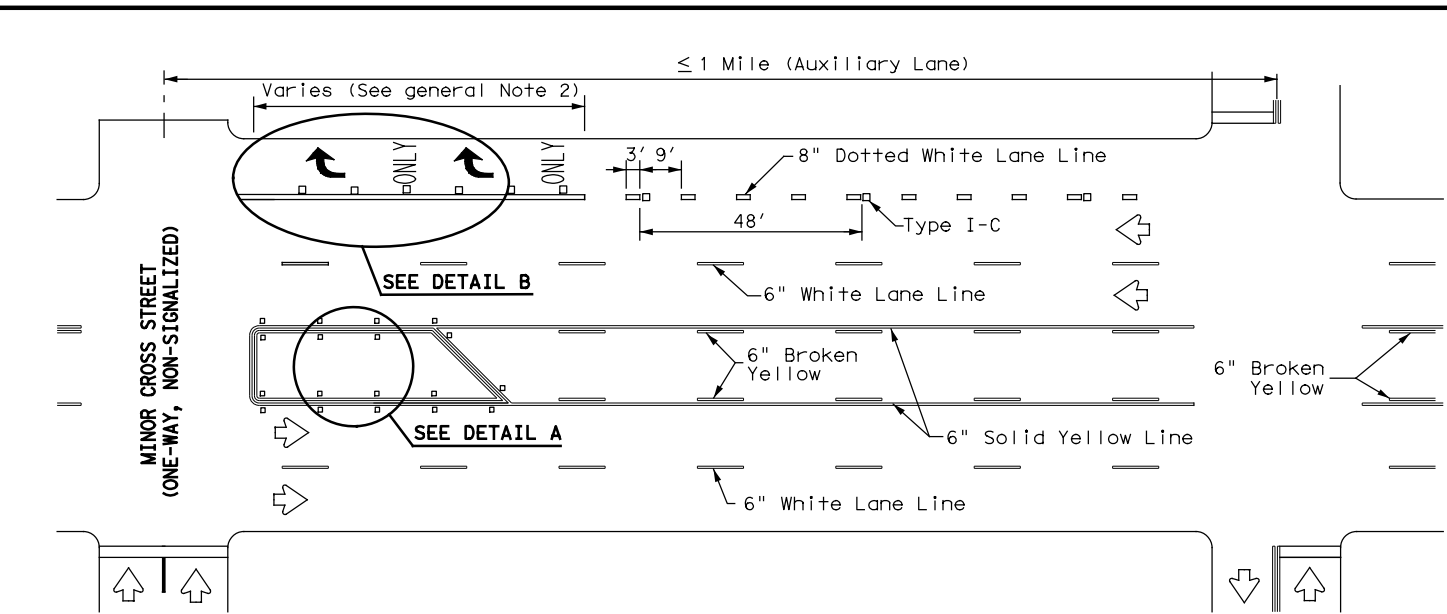 ≤ 1 Mile (Auxiliary Lane)
Varies (See general Note 2)
ONLY
ONLY
3' 9'
8" Dotted White Lane Line
48'
Type I-C
SEE DETAIL B
6" White Lane Line
MINOR CROSS STREET
(ONE-WAY, NON-SIGNALIZED)
6" Broken
Yellow
6" Broken
Yellow
SEE DETAIL A
6" Solid Yellow Line
6" White Lane Line